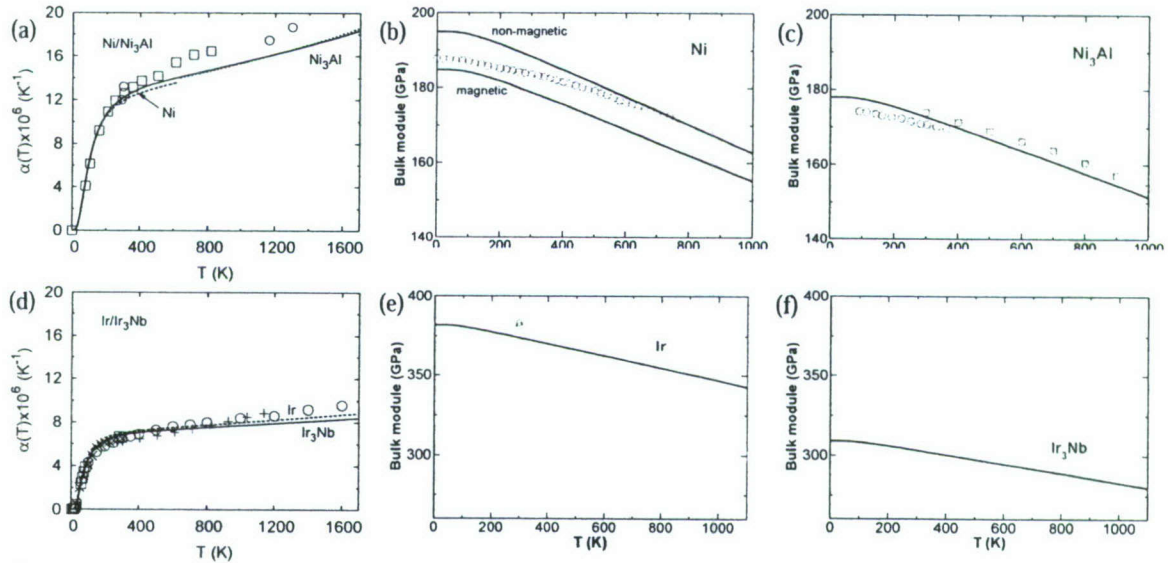 (a)
Ni/Ni3Al
Ni3Al
Ni
α(T)x10^6 (K^-1)
20
16
12
8
4
0
0 400 800 1200 1600
T (K)
(b)
non-magnetic
Ni
magnetic
Bulk module (GPa)
200
180
160
140
0 200 400 600 800 1000
T (K)
(c)
Ni3Al
Bulk module (GPa)
200
180
160
140
0 200 400 600 800 1000
T (K)
(d)
Ir/Ir3Nb
Ir
Ir3Nb
α(T)x10^6 (K^-1)
20
16
12
8
4
0
0 400 800 1200 1600
T (K)
(e)
Ir
Bulk module (GPa)
400
350
300
0 200 400 600 800 1000
T (K)
(f)
Ir3Nb
Bulk module (GPa)
400
350
300
0 200 400 600 800 1000
T (K)